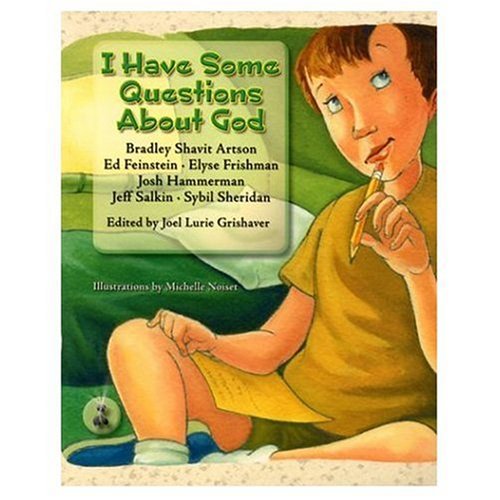 I Have Some
Questions
About God
Bradley Shavit Artson
Ed Feinstein · Elyse Frishman
Josh Hammerman
Jeff Salkin · Sybil Sheridan
Edited by Joel Lurie Grishaver
Illustrations by Michelle Noiset